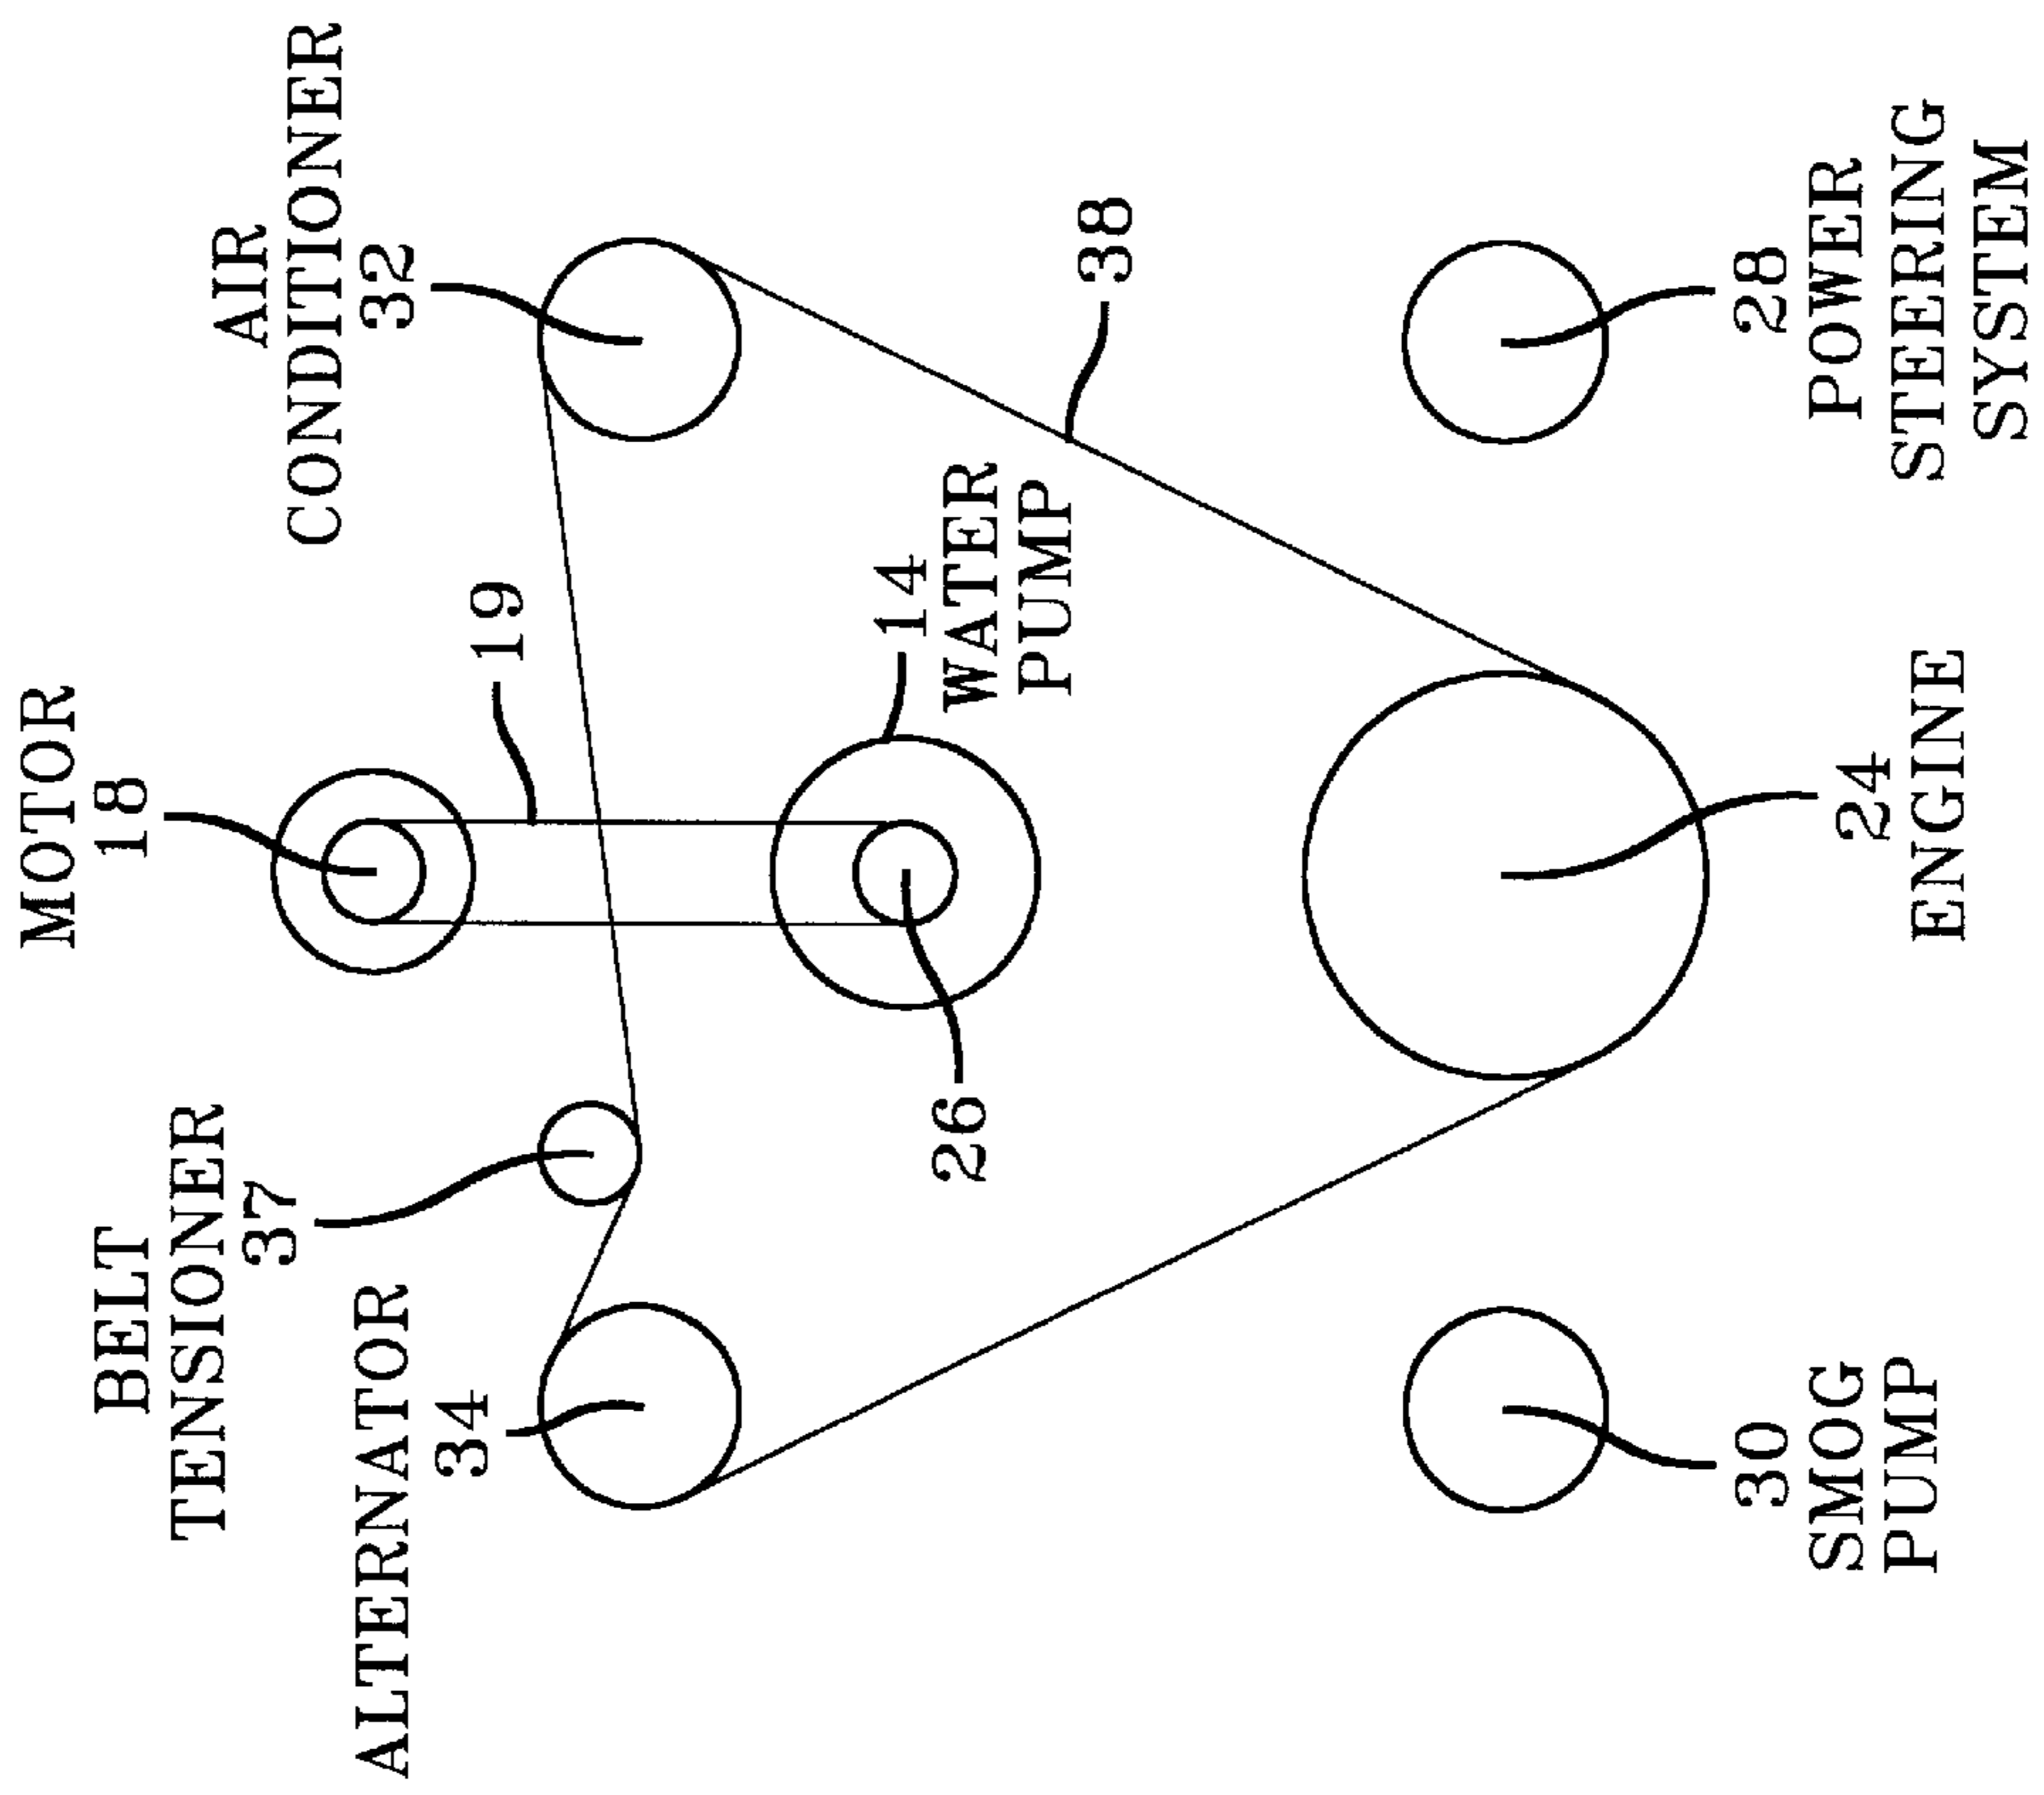 MOTOR
18
BELT
TENSIONER
37
AIR
CONDITIONER
32
ALTERNATOR
34
19
14
WATER
PUMP
26
38
30
SMOG
PUMP
24
ENGINE
28
POWER
STEERING
SYSTEM